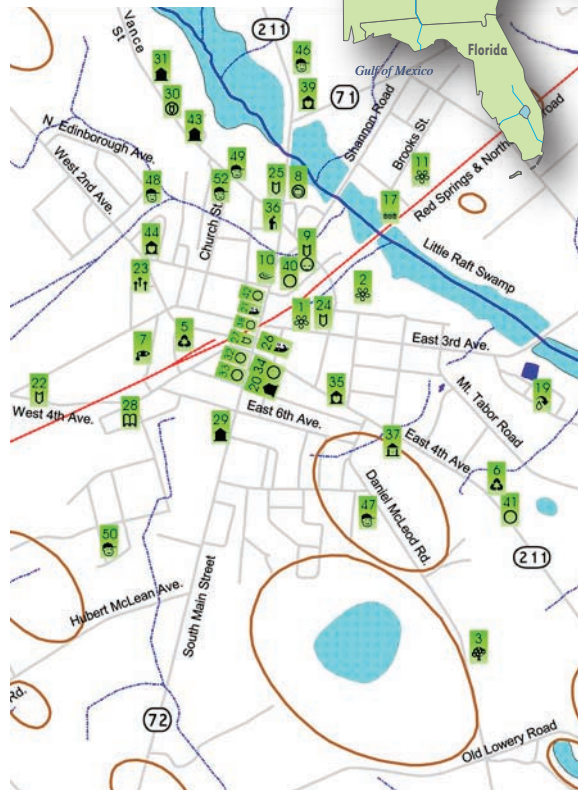 Florida
Gulf of Mexico
211
46
Vance St
31
39
71
30
43
Shannon Road
Brooks St.
Red Springs & North
road
N. Edinborough Ave.
West 2nd Ave.
49
11
25
8
52
48
17
Church St.
36
44
9
Little Raft Swamp
10
40
23
2
1
24
5
East 3rd Ave.
7
26
34
20
35
22
Mt. Tabor Road
19
West 4th Ave.
28
29
East 6th Ave.
37
East 4th Ave.
6
41
47
Daniel McLeod Rd.
50
211
South Main Street
Hubert McLean Ave.
3
Rd.
72
Old Lowery Road